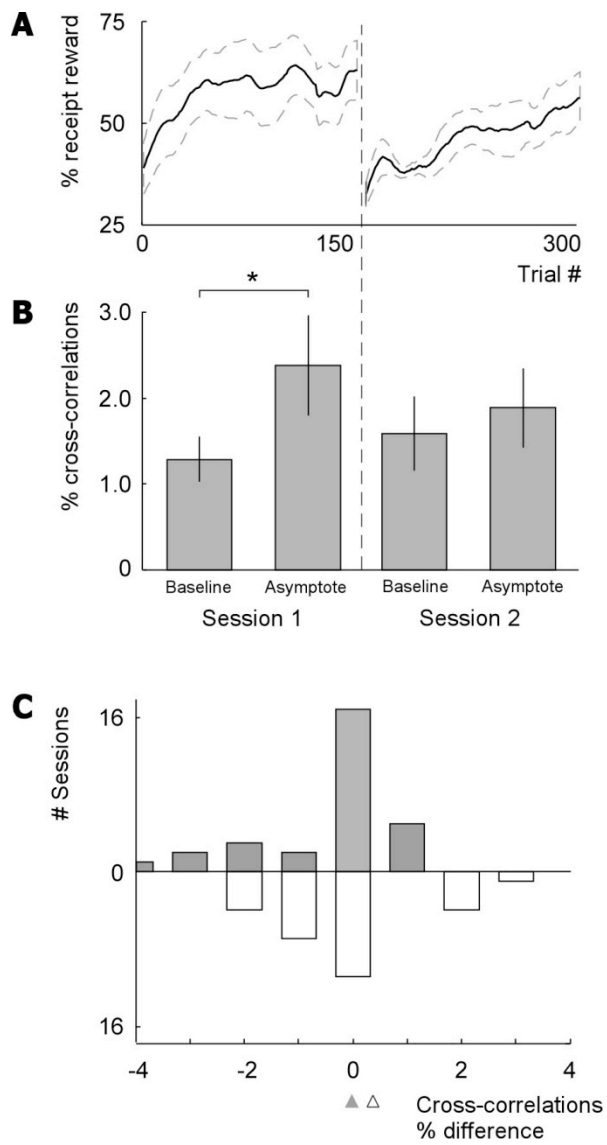 A
75
50
25
% receipt reward
0 150 300
Trial #
B
*
3.0
2.0
1.0
0
% cross-correlations
Baseline Asymptote Baseline Asymptote
Session 1 Session 2
C
16
0
16
# Sessions
-4 -2 0 2 4
Cross-correlations
% difference